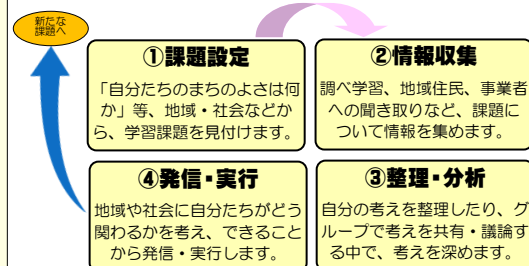 新たな
課題へ
①課題設定
「自分たちのまちのよさは何
か」等、地域・社会などか
ら、学習課題を見付けます。
②情報収集
調べ学習、地域住民、事業者
への聞き取りなど、課題に
ついて情報を集めます。
③整理・分析
自分の考えを整理したり、グ
ループで考えを共有・議論す
る中で、考えを深めます。
④発信・実行
地域や社会に自分たちがどう
関わるかを考え、できること
から発信・実行します。